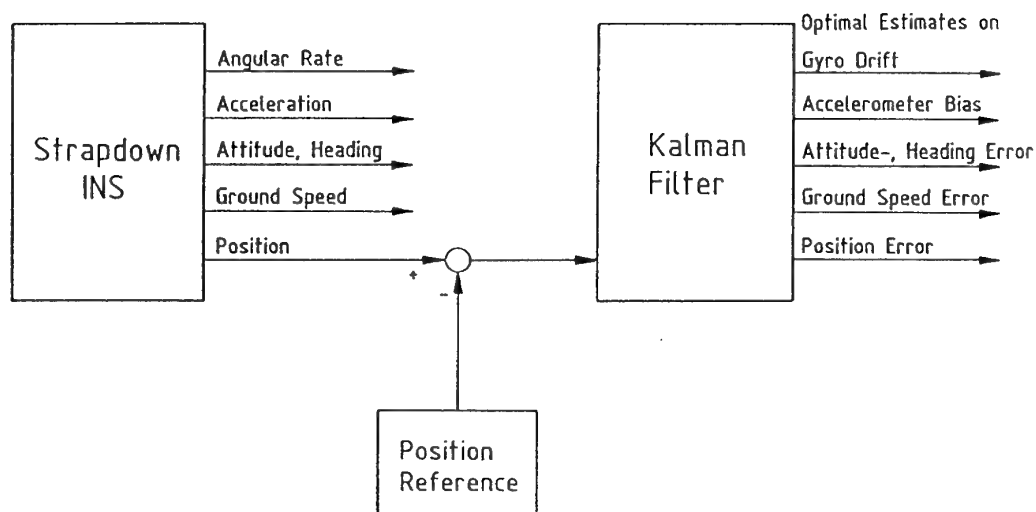 Optimal Estimates on
Angular Rate
Gyro Drift
Acceleration
Accelerometer Bias
Strapdown
INS
Attitude, Heading
Kalman
Filter
Attitude-, Heading Error
Ground Speed
Ground Speed Error
Position
Position Error
+
-
Position
Reference